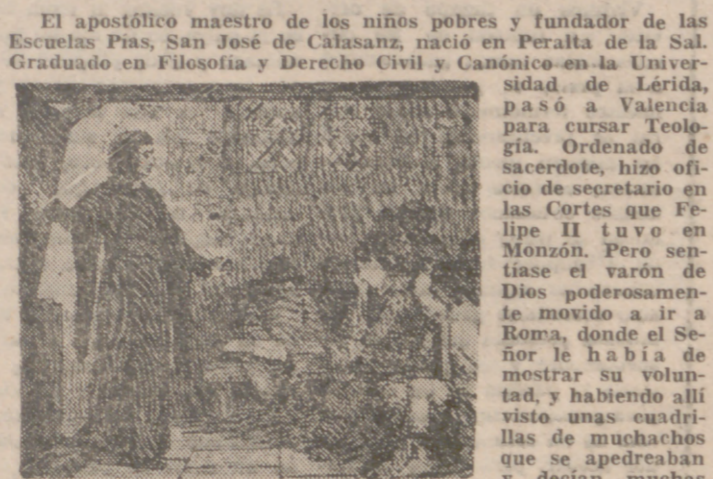 El apostólico maestro de los niños pobres y fundador de las
Escuelas Pías, San José de Calasanz, nació en Peralta de la Sal.
Graduado en Filosofía y Derecho Civil y Canónico en la Univer-
sidad de Lérida,
pasó a Valencia
para cursar Teolo-
gía. Ordenado de
sacerdote, hizo ofi-
cio de secretario en
las Cortes que Fe-
lipe II tuvo en
Monzón. Pero sen-
tíase el varón de
Dios poderosamen-
te movido a ir a
Roma, donde el Se-
ñor le había de
mostrar su volun-
tad, y habiendo allí
visto unas cuadri-
llas de muchachos
que se apedreaban
y decían muchas